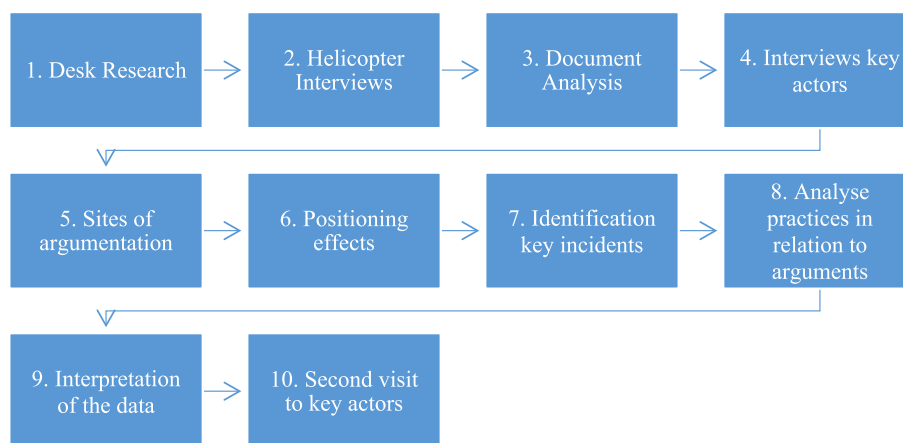 1. Desk Research
2. Helicopter
Interviews
3. Document
Analysis
4. Interviews key
actors
5. Sites of
argumentation
6. Positioning
effects
7. Identification
key incidents
8. Analyse
practices in
relation to
arguments
9. Interpretation
of the data
10. Second visit
to key actors